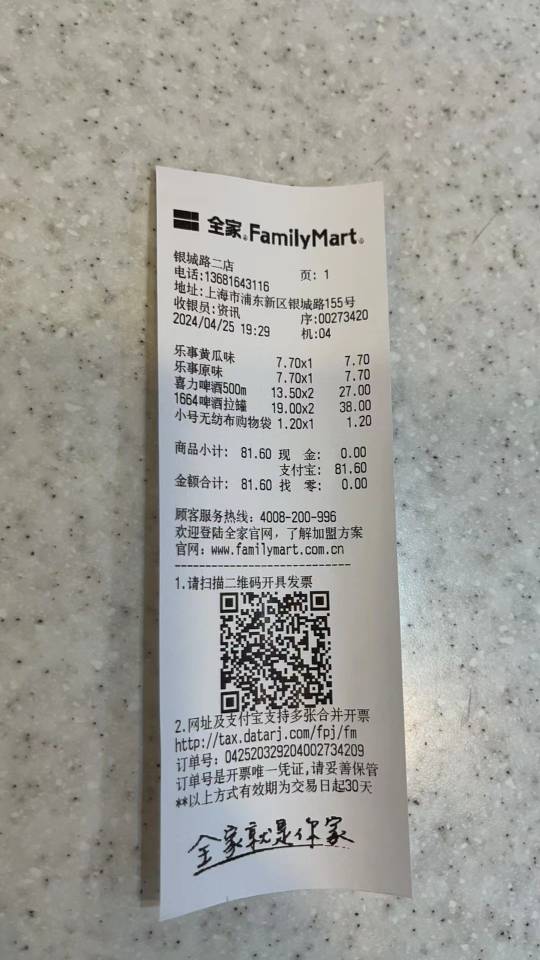 全家 FamilyMart
银城路二店
电话:13681643116 页: 1
地址:上海市浦东新区银城路155号
收银员:资讯 序:00273420
2024/04/25 19:29 机:04
乐事黄瓜味 7.70x1 7.70
乐事原味 7.70x1 7.70
喜力啤酒500m 13.50x2 27.00
1664啤酒拉罐 19.00x2 38.00
小号无纺布购物袋 1.20x1 1.20
商品小计: 81.60 现 金: 0.00
支付宝: 81.60
金额合计: 81.60 找 零: 0.00
顾客服务热线: 4008-200-996
欢迎登陆全家官网，了解加盟方案
官网: www.familymart.com.cn
----------------------------
1.请扫描二维码开具发票
2.网址及支付宝支持多张合并开票
http://tax.datarj.com/fpj/fm
订单号: 04252032920400273​4209
订单号是开票唯一凭证,请妥善保管
**以上方式有效期为交易日起30天
全家就是你家